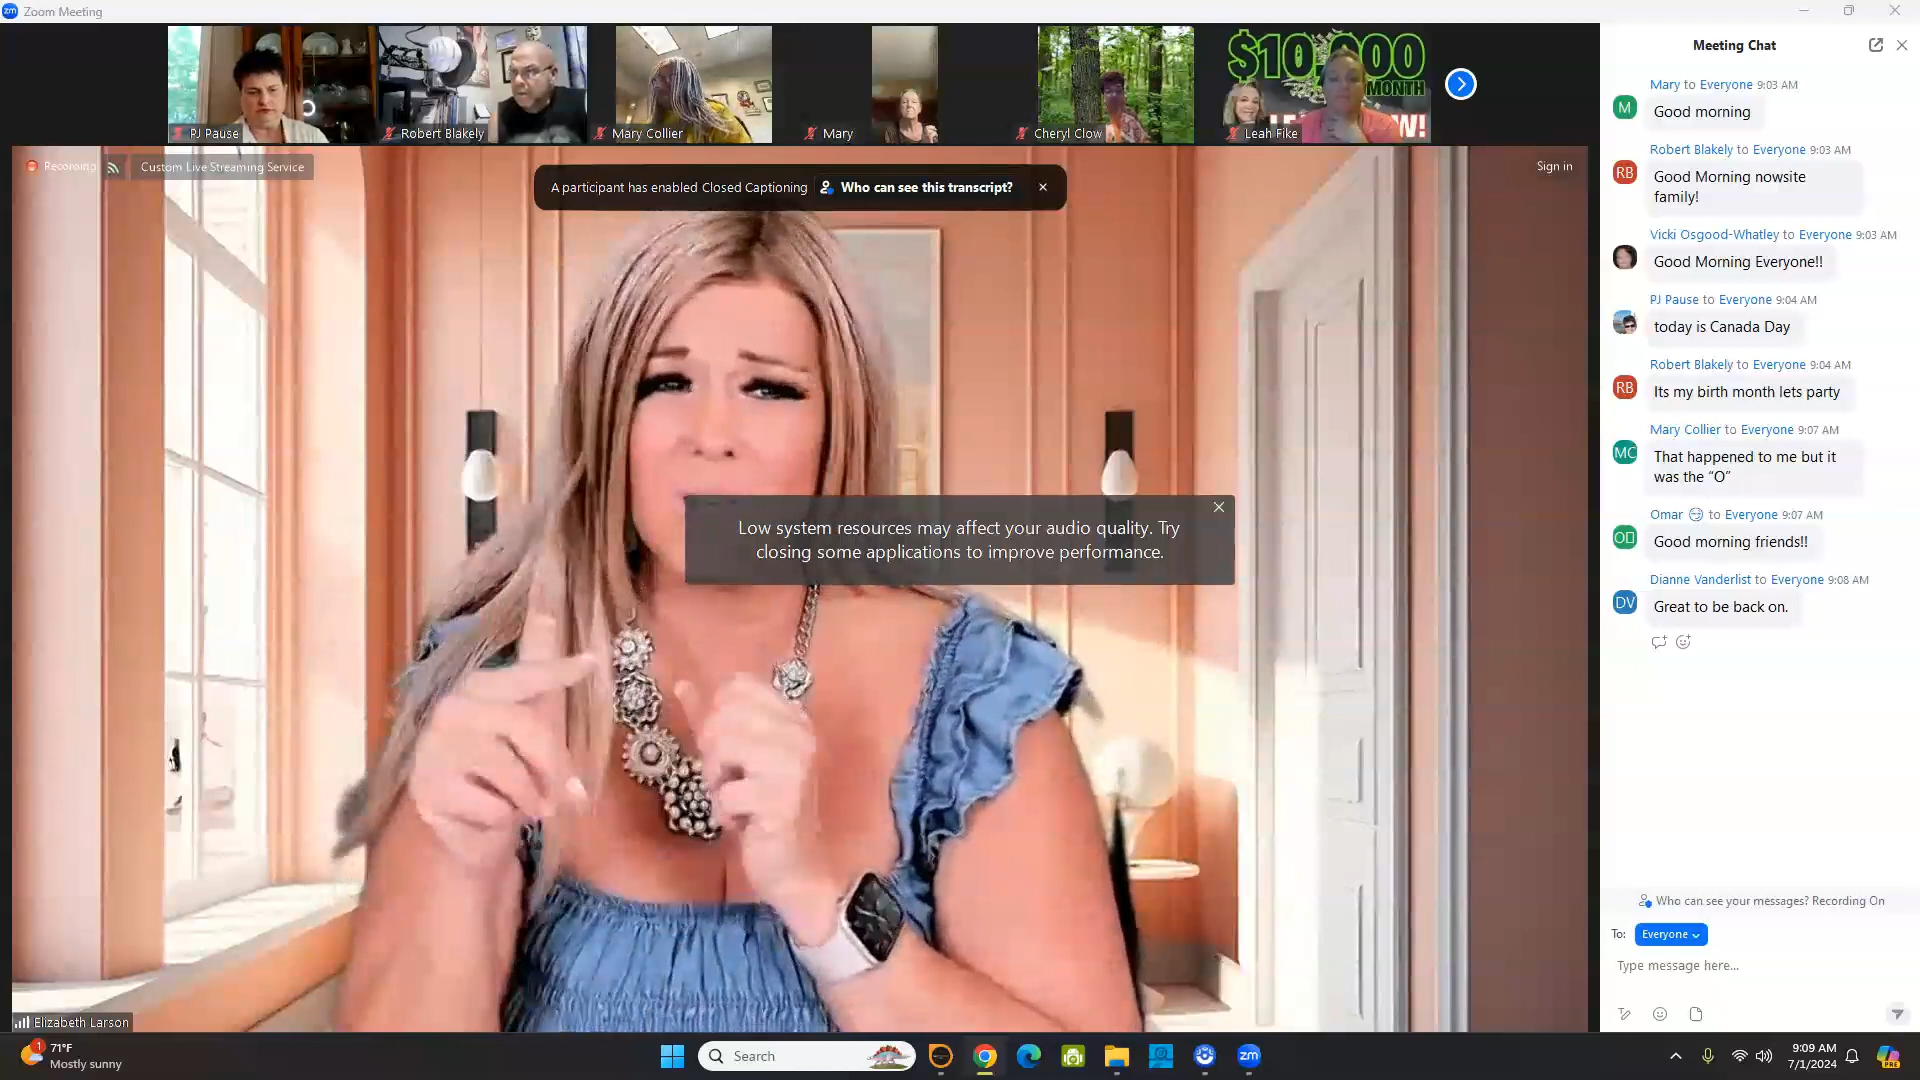 Zoom Meeting
PJ Pause
Robert Blakely
Mary Collier
Mary
Cheryl Clow
$10,000
MONTH
Leah Fike
Recording
Custom Live Streaming Service
A participant has enabled Closed Captioning
Who can see this transcript?
Sign in
Low system resources may affect your audio quality. Try
closing some applications to improve performance.
Elizabeth Larson
Meeting Chat
Mary to Everyone 9:03 AM
M
Good morning
Robert Blakely to Everyone 9:03 AM
RB
Good Morning nowsite
family!
Vicki Osgood-Whatley to Everyone 9:03 AM
Good Morning Everyone!!
PJ Pause to Everyone 9:04 AM
today is Canada Day
Robert Blakely to Everyone 9:04 AM
RB
Its my birth month lets party
Mary Collier to Everyone 9:07 AM
MC
That happened to me but it
was the “O”
Omar 😏 to Everyone 9:07 AM
Good morning friends!!
Dianne Vanderlist to Everyone 9:08 AM
DV
Great to be back on.
Who can see your messages? Recording On
To: Everyone
Type message here...
1
71°F
Mostly sunny
Search
zm
9:09 AM
7/1/2024
PRE